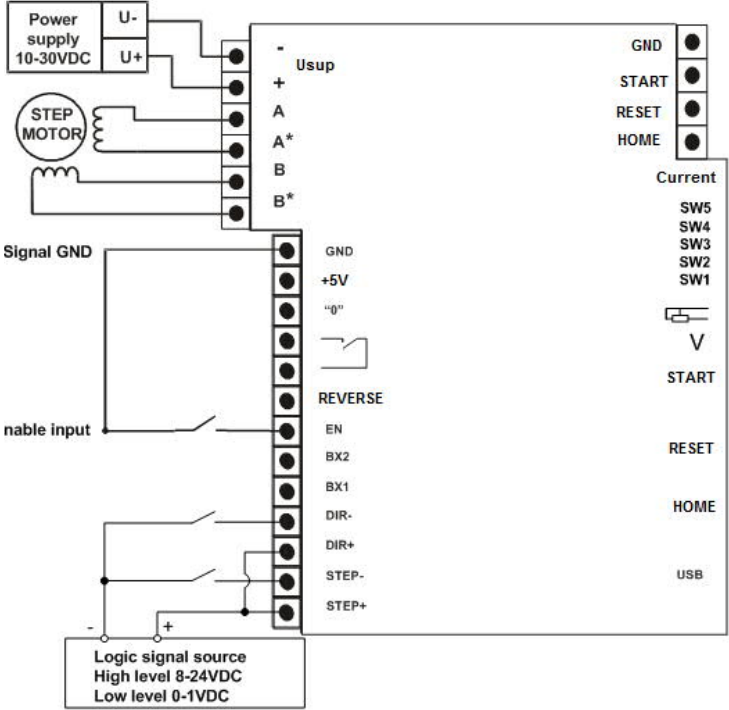 Power
supply
10-30VDC
U-
U+
-
+
Usup
A
A*
B
B*
STEP
MOTOR
GND
START
RESET
HOME
Current
SW5
SW4
SW3
SW2
SW1
V
START
RESET
HOME
USB
Signal GND
GND
+5V
“0”
REVERSE
nable input
EN
BX2
BX1
DIR-
DIR+
STEP-
STEP+
-
+
Logic signal source
High level 8-24VDC
Low level 0-1VDC